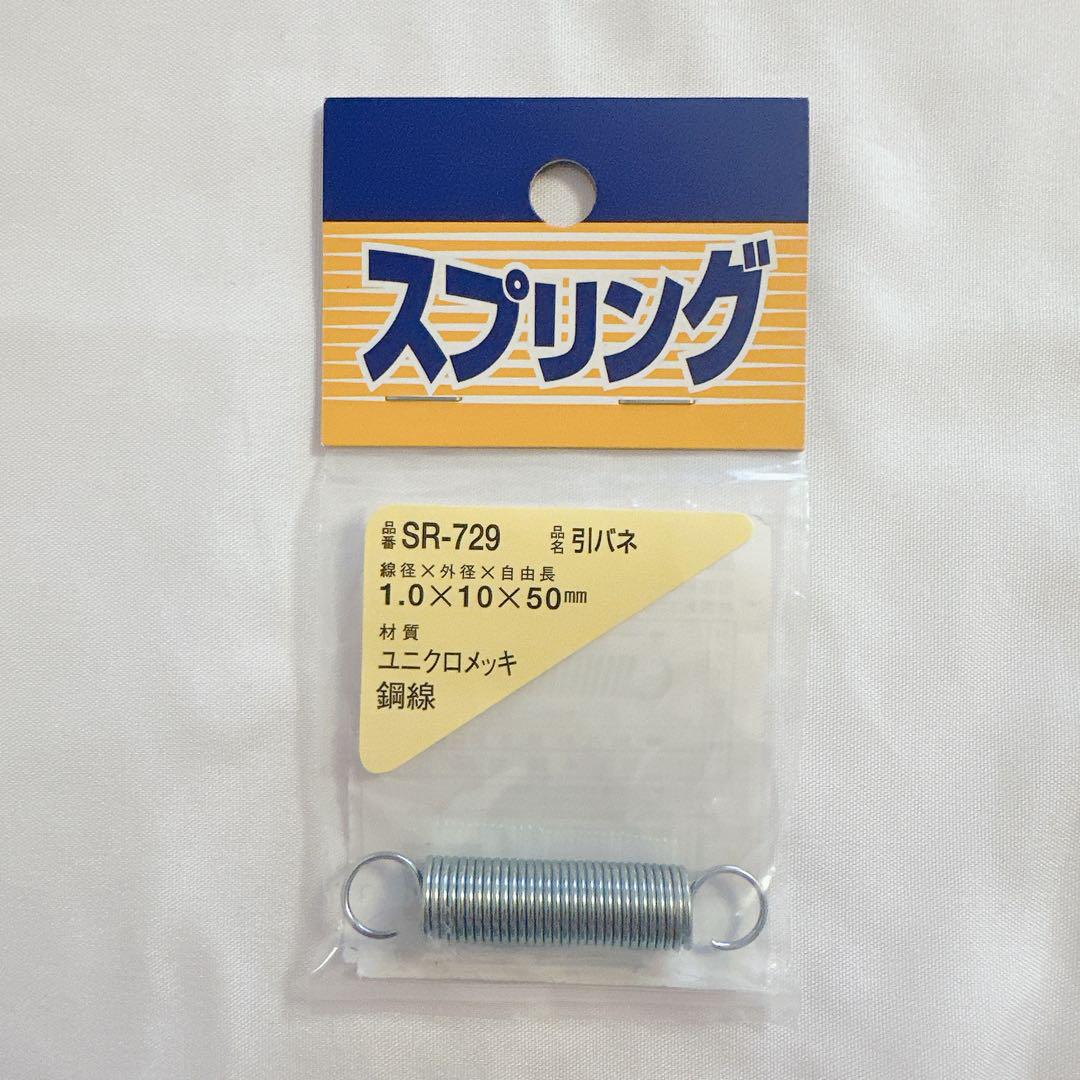 スプリング
品番 SR-729 品名 引バネ
線径×外径×自由長
1.0×10×50mm
材質
ユニクロメッキ
鋼線